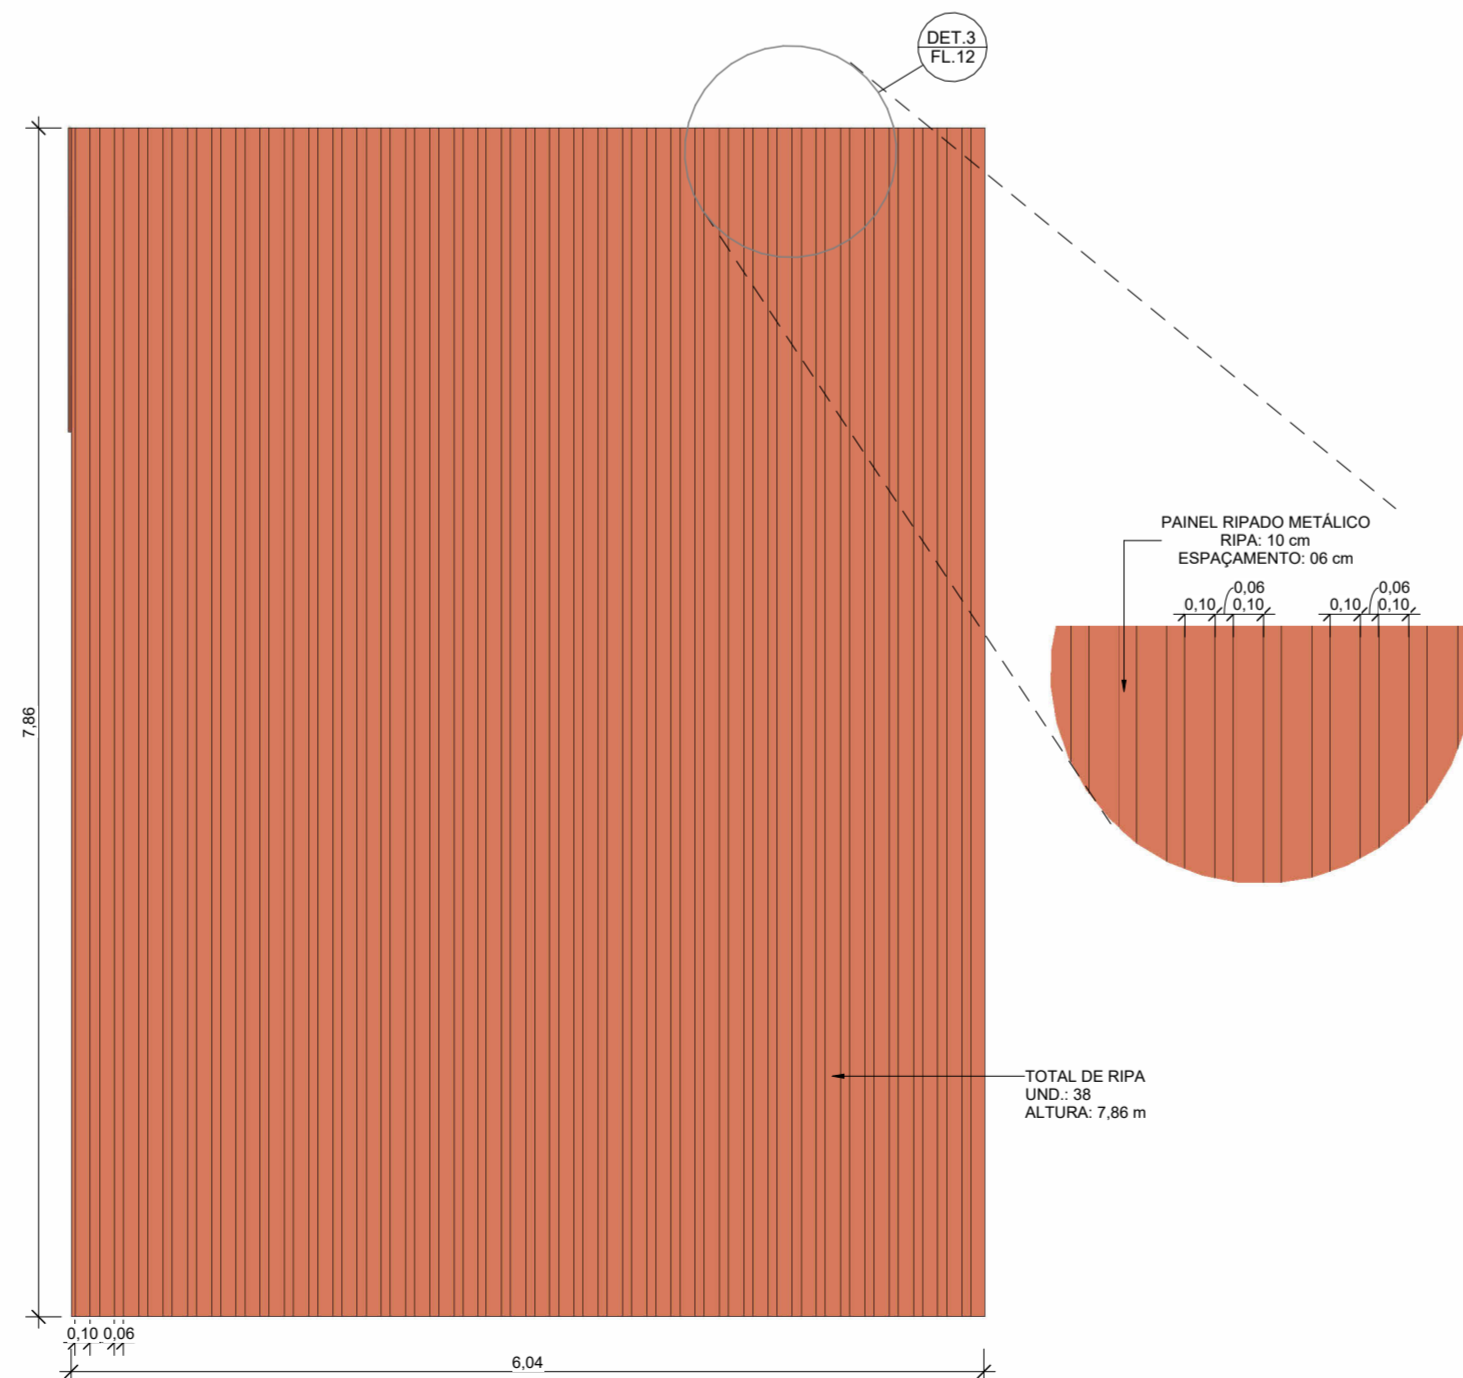 DET.3
FL.12
PAINEL RIPADO METÁLICO
RIPA: 10 cm
ESPAÇAMENTO: 06 cm
0,06
0,06
0,10
0,10
0,10
0,10
7,86
TOTAL DE RIPA
UND.: 38
ALTURA: 7,86 m
0,10
0,06
6,04